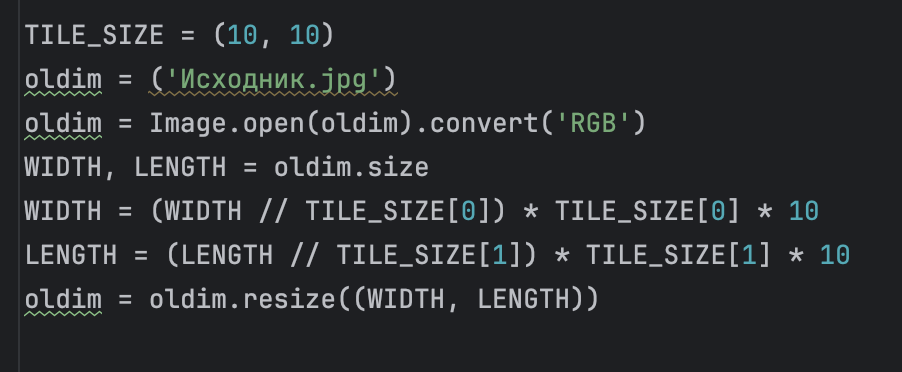 TILE_SIZE = (10, 10)
oldim = ('Исходник.jpg')
oldim = Image.open(oldim).convert('RGB')
WIDTH, LENGTH = oldim.size
WIDTH = (WIDTH // TILE_SIZE[0]) * TILE_SIZE[0] * 10
LENGTH = (LENGTH // TILE_SIZE[1]) * TILE_SIZE[1] * 10
oldim = oldim.resize((WIDTH, LENGTH))